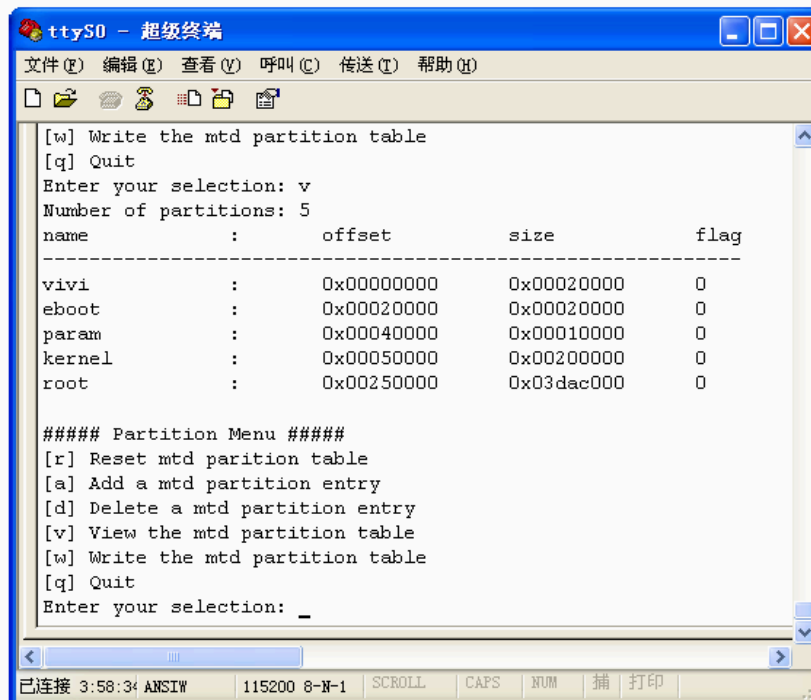 ttyS0 - 超级终端
文件(F) 编辑(E) 查看(V) 呼叫(C) 传送(T) 帮助(H)
[w] Write the mtd partition table
[q] Quit
Enter your selection: v
Number of partitions: 5
name : offset size flag
------------------------------------------------------------
vivi : 0x00000000 0x00020000 0
eboot : 0x00020000 0x00020000 0
param : 0x00040000 0x00010000 0
kernel : 0x00050000 0x00200000 0
root : 0x00250000 0x03dac000 0
##### Partition Menu #####
[r] Reset mtd parition table
[a] Add a mtd partition entry
[d] Delete a mtd partition entry
[v] View the mtd partition table
[w] Write the mtd partition table
[q] Quit
Enter your selection: _
已连接 3:58:34 ANSIW 115200 8-N-1 SCROLL CAPS NUM 捕 打印